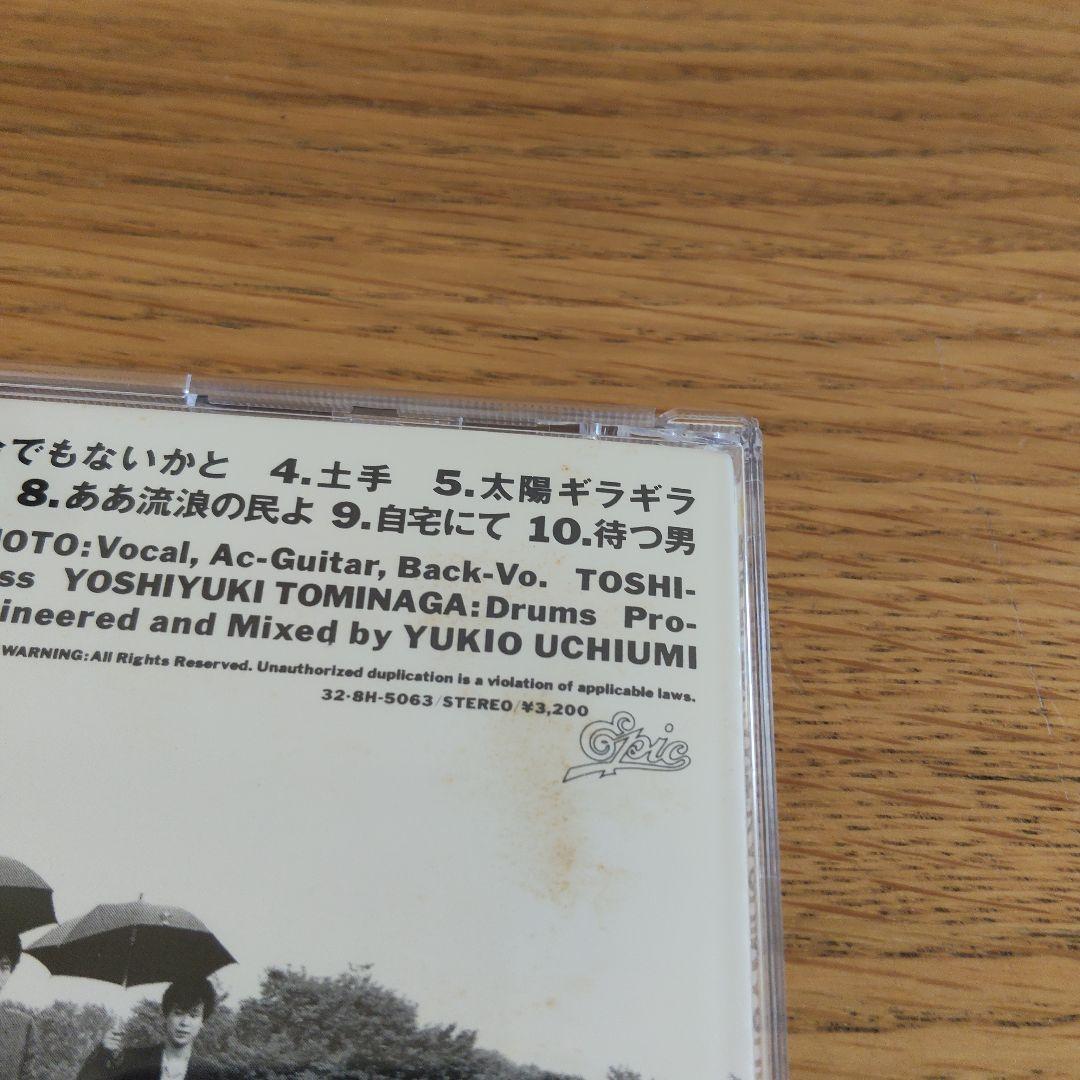 でもないかと 4.土手 5.太陽ギラギラ
8.ああ流浪の民よ 9.自宅にて 10.待つ男
MOTO:Vocal, Ac-Guitar, Back-Vo. TOSHI-
ss YOSHIYUKI TOMINAGA:Drums Pro-
ineered and Mixed by YUKIO UCHIUMI
WARNING:All Rights Reserved. Unauthorized duplication is a violation of applicable laws.
32·8H-5063/STEREO/¥3,200
Epic